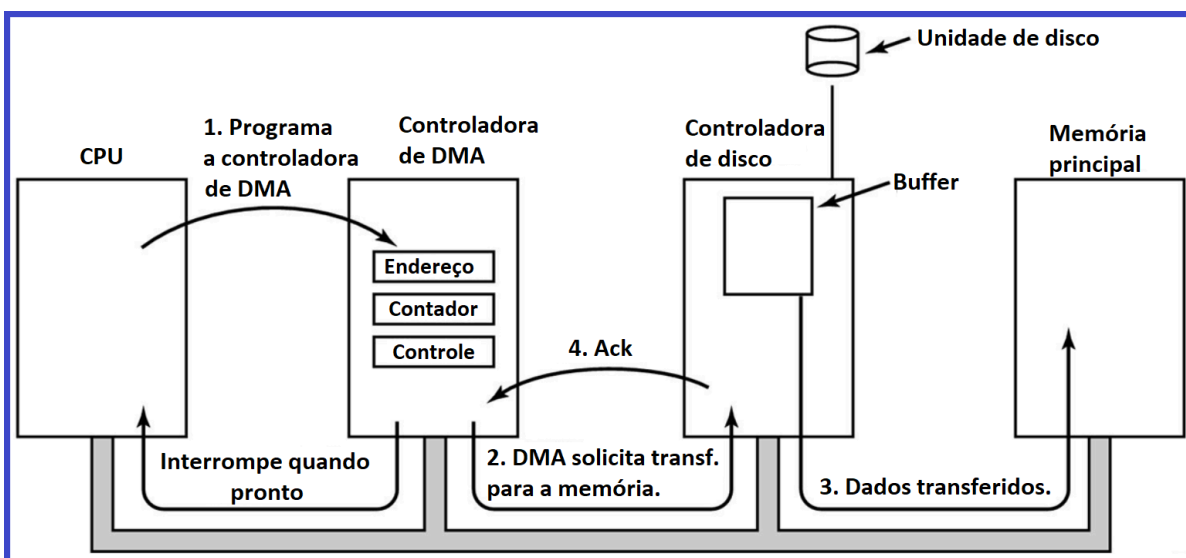 Unidade de disco
CPU
1. Programa
a controladora
de DMA
Controladora
de DMA
Controladora
de disco
Memória
principal
Buffer
Endereço
Contador
Controle
4. Ack
Interrompe quando
pronto
2. DMA solicita transf.
para a memória.
3. Dados transferidos.